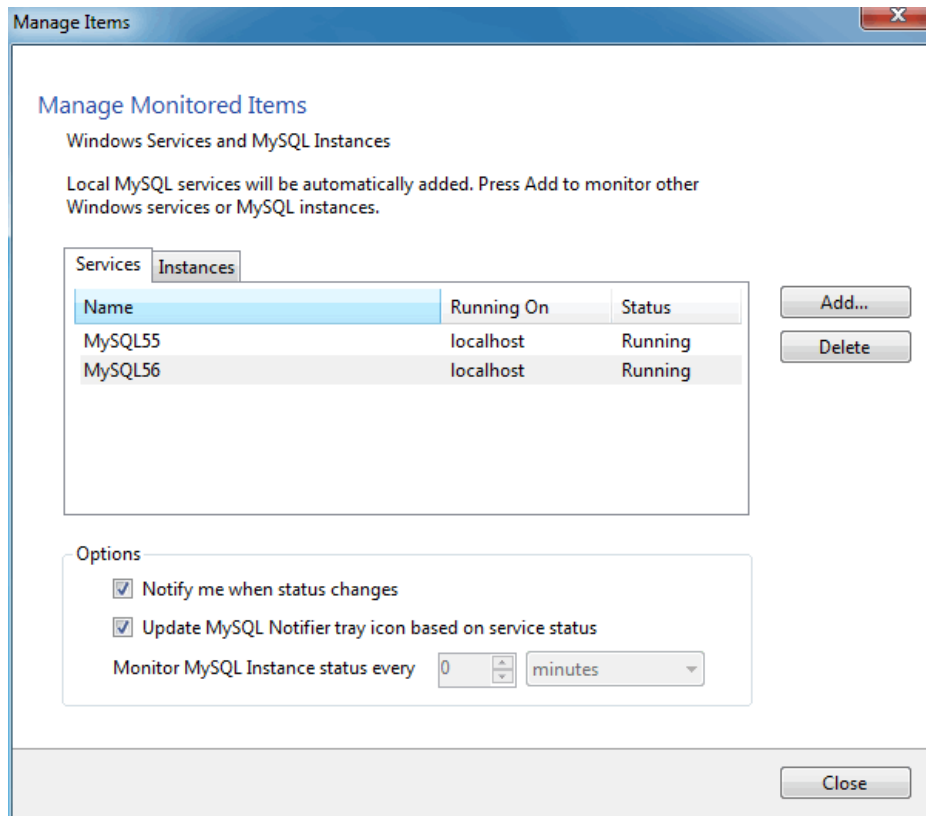 Manage Items
X
Manage Monitored Items
Windows Services and MySQL Instances
Local MySQL services will be automatically added. Press Add to monitor other
Windows services or MySQL instances.
Services Instances
Name Running On Status
MySQL55 localhost Running
MySQL56 localhost Running
Add...
Delete
Options
Notify me when status changes
Update MySQL Notifier tray icon based on service status
Monitor MySQL Instance status every 0 minutes
Close